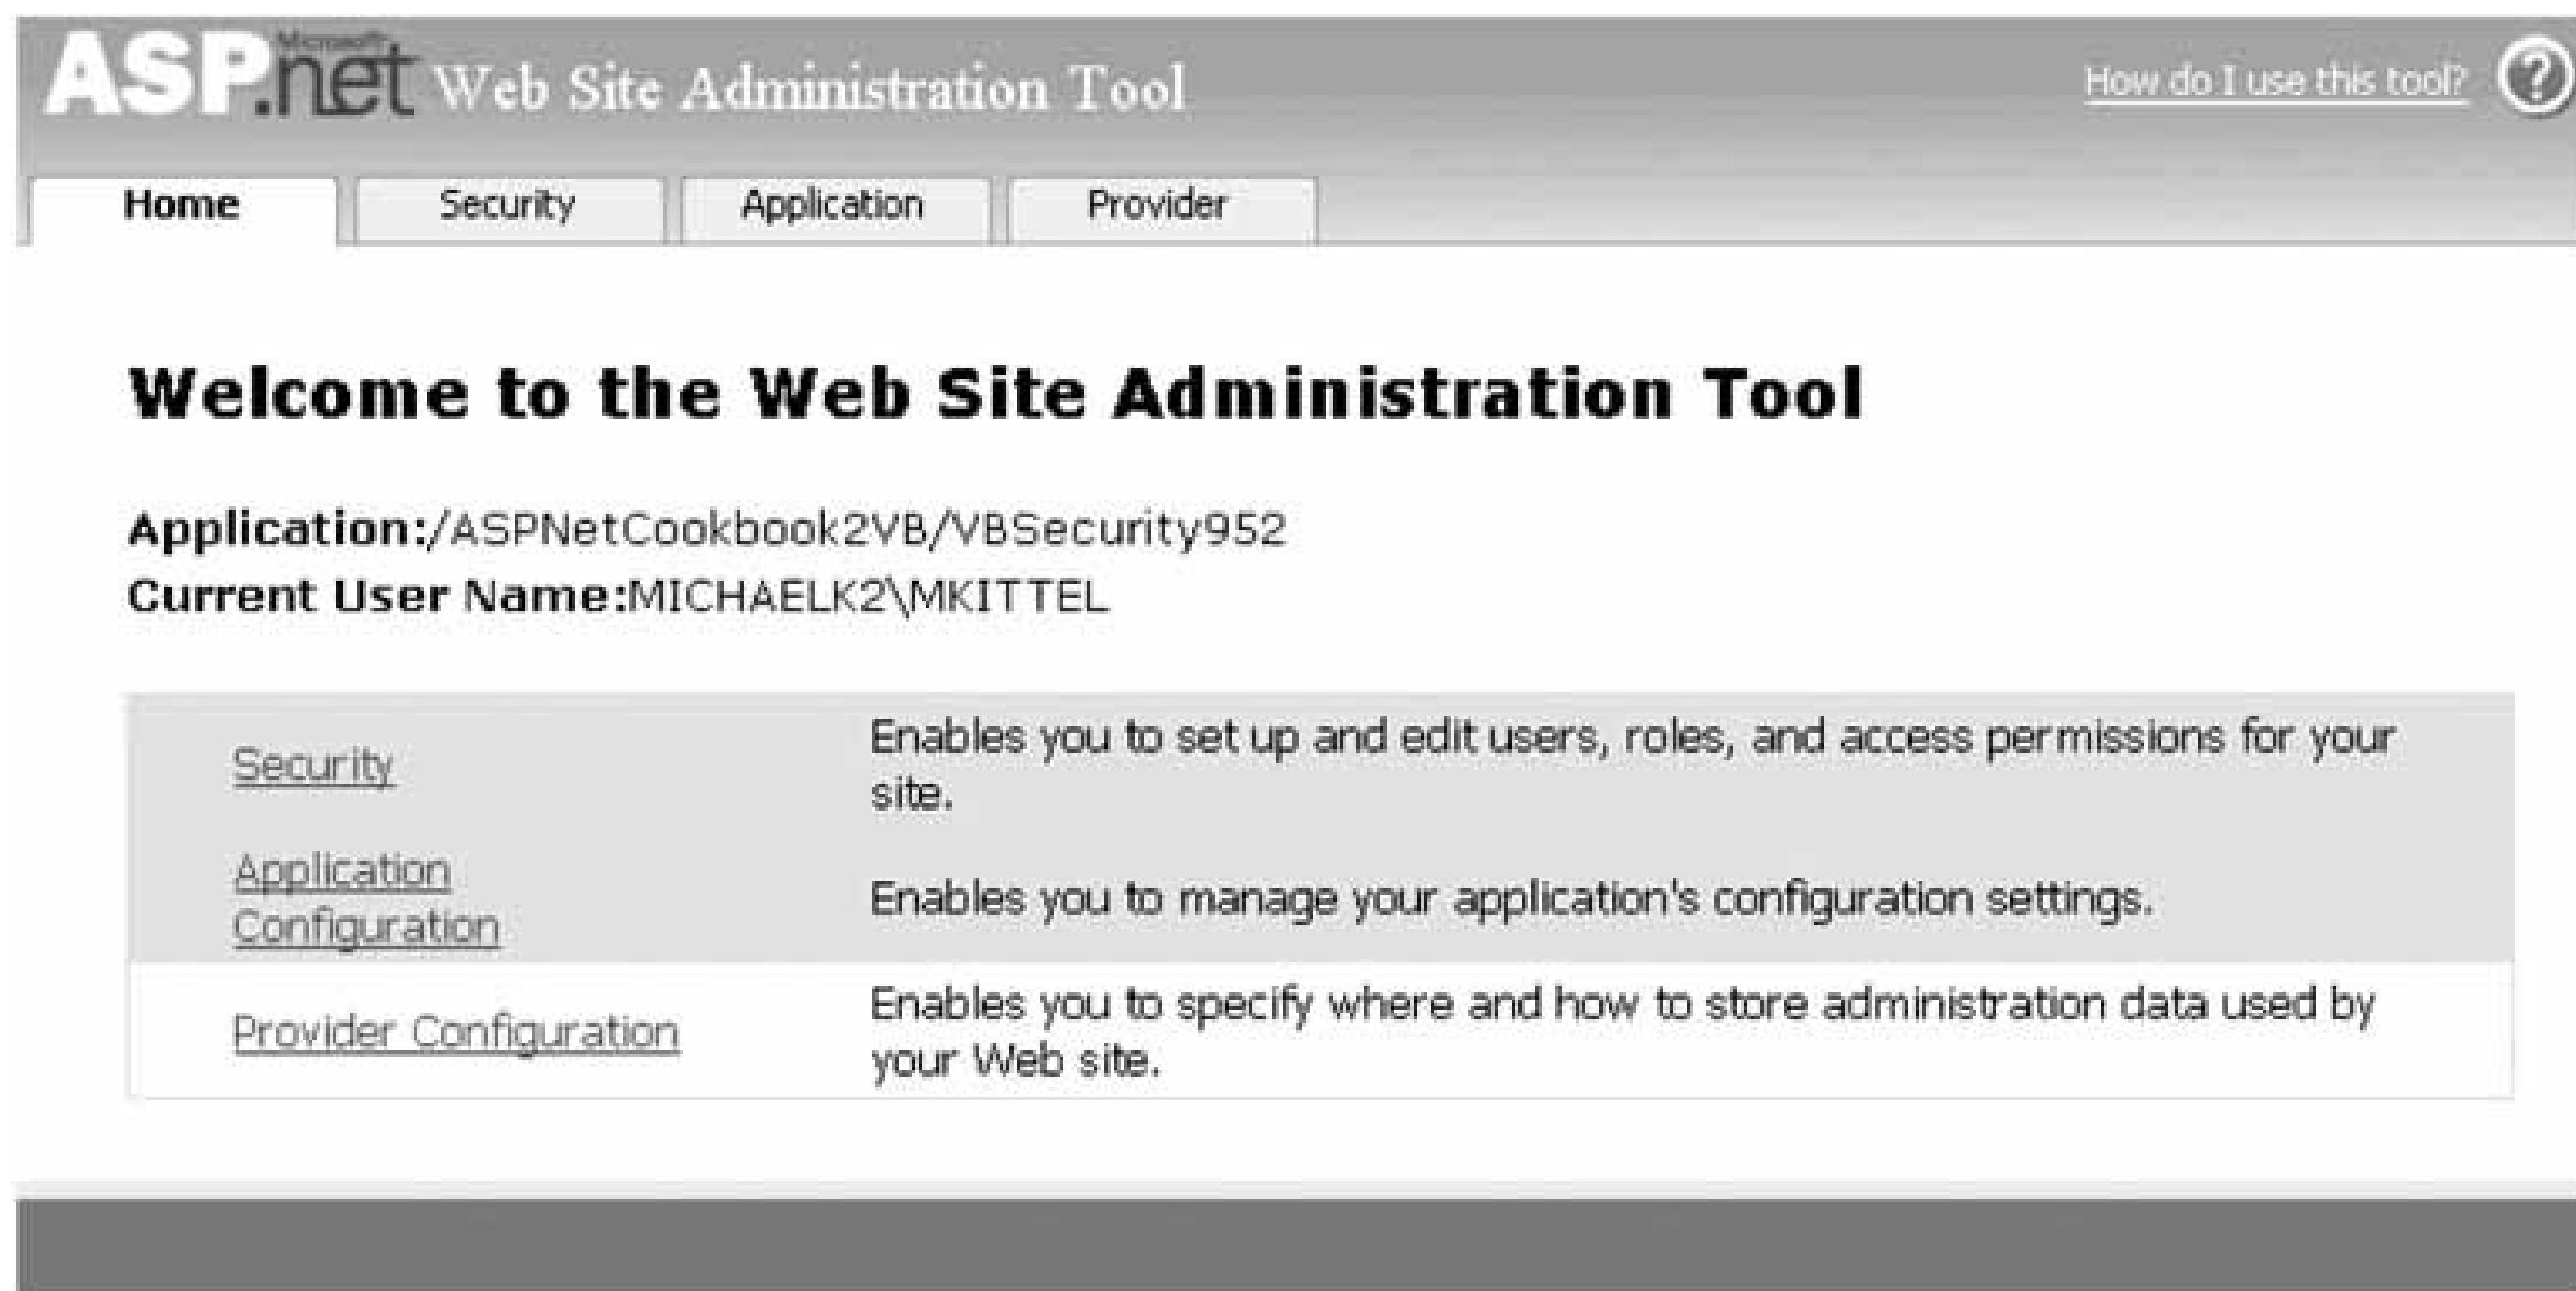 Microsoft
ASP.net Web Site Administration Tool
How do I use this tool? ?
Home Security Application Provider
Welcome to the Web Site Administration Tool
Application:/ASPNetCookbook2VB/VBSecurity952
Current User Name:MICHAELK2\MKITTEL
Security
Enables you to set up and edit users, roles, and access permissions for your
site.
Application
Configuration
Enables you to manage your application's configuration settings.
Provider Configuration
Enables you to specify where and how to store administration data used by
your Web site.